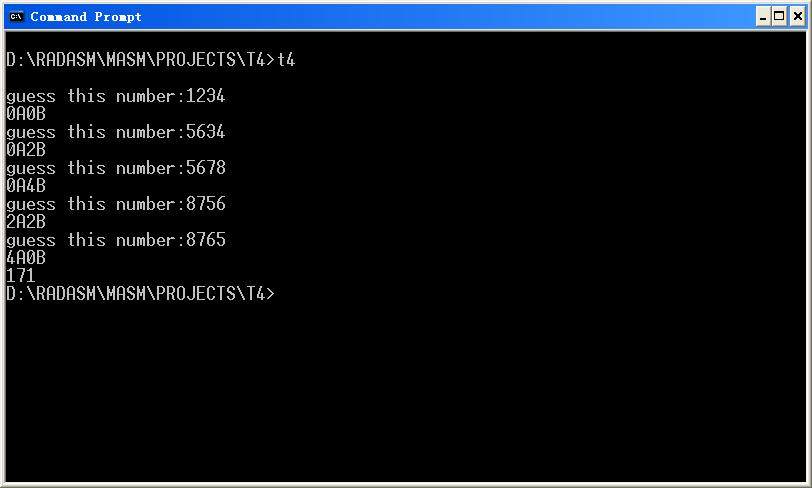 Command Prompt
D:\RADASM\MASM\PROJECTS\T4>t4
guess this number:1234
0A0B
guess this number:5634
0A2B
guess this number:5678
0A4B
guess this number:8756
2A2B
guess this number:8765
4A0B
171
D:\RADASM\MASM\PROJECTS\T4>